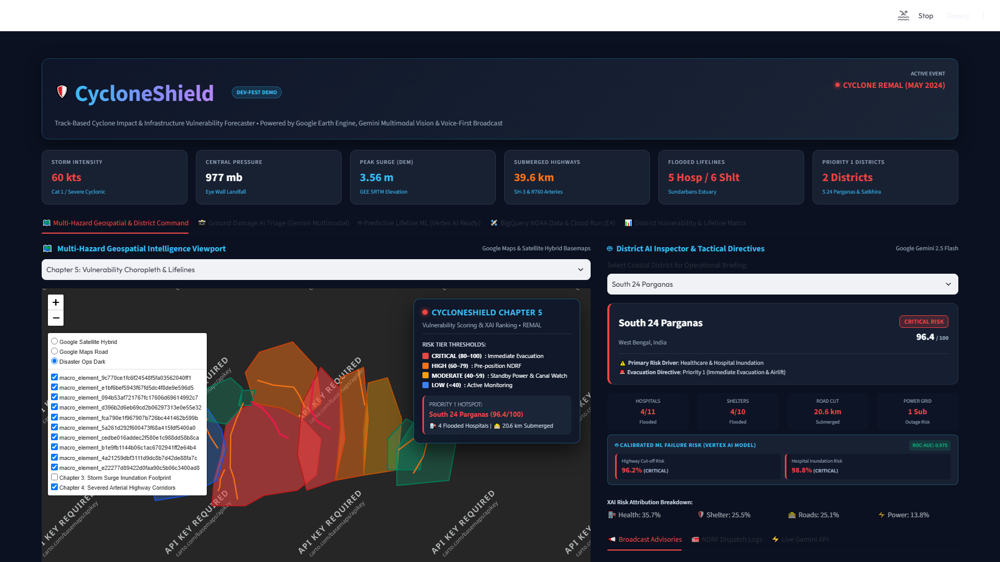 Stop
Deploy
CycloneShield
DEV-FEST DEMO
ACTIVE EVENT
CYCLONE REMAL (MAY 2024)
Track-Based Cyclone Impact & Infrastructure Vulnerability Forecaster • Powered by Google Earth Engine, Gemini Multimodal Vision & Voice-First Broadcast
STORM INTENSITY
60 kts
Cat 1 / Severe Cyclonic
CENTRAL PRESSURE
977 mb
Eye Wall Landfall
PEAK SURGE (DEM)
3.56 m
GEE SRTM Elevation
SUBMERGED HIGHWAYS
39.6 km
SH-3 & R760 Arteries
FLOODED LIFELINES
5 Hosp / 6 Shlt
Sundarbans Estuary
PRIORITY 1 DISTRICTS
2 Districts
S 24 Parganas & Satkhira
Multi-Hazard Geospatial & District Command
Ground Damage AI Triage (Gemini Multimodal)
Predictive Lifeline ML (Vertex AI Ready)
BigQuery NOAA Data & Cloud Run (E4)
District Vulnerability & Lifeline Matrix
Multi-Hazard Geospatial Intelligence Viewport
Google Maps & Satellite Hybrid Basemaps
Chapter 5: Vulnerability Choropleth & Lifelines
+
−
Google Satellite Hybrid
Google Maps Road
Disaster Ops Dark
macro_element_9c770ce1fc6f24548f5fa03562040ff1
macro_element_e1bf6bef5943f67fd5dc4f8de9e596d5
macro_element_094b53af721767fc17606d69614992c7
macro_element_d396b2d6eb69cd2b06297313e0e55e32
macro_element_fca790e1f967907b726bc441462b599b
macro_element_5a261d292f600473f68a415fdf5400a0
macro_element_cedbe016addec2f580e1c988dd58b8ca
macro_element_b1e9fb1144b06c1ac6702941ff2e64b4
macro_element_4a21259dbf3111d9dc8b7d42de88fa7c
macro_element_e22277d89422d0faa90c5b06c3400ad8
Chapter 3: Storm Surge Inundation Footprint
Chapter 4: Severed Arterial Highway Corridors
CYCLONESHIELD CHAPTER 5
Vulnerability Scoring & XAI Ranking • REMAL
RISK TIER THRESHOLDS:
CRITICAL (80–100) : Immediate Evacuation
HIGH (60–79) : Pre-position NDRF
MODERATE (40–59) : Standby Power & Canal Watch
LOW (<40) : Active Monitoring
PRIORITY 1 HOTSPOT:
South 24 Parganas (96.4/100)
4 Flooded Hospitals | 20.6 km Submerged
API KEY REQUIRED
carto.com/basemaps/apikey
API KEY REQUIRED
carto.com/basemaps/apikey
API KEY REQUIRED
carto.com/basemaps/apikey
API KEY REQUIRED
carto.com/basemaps/apikey
API KEY REQUIRED
carto.com/basemaps/apikey
District AI Inspector & Tactical Directives
Google Gemini 2.5 Flash
Select Coastal District for Operational Briefing:
South 24 Parganas
South 24 Parganas
CRITICAL RISK
West Bengal, India
96.4 / 100
Primary Risk Driver: Healthcare & Hospital Inundation
Evacuation Directive: Priority 1 (Immediate Evacuation & Airlift)
HOSPITALS
4/11
Flooded
SHELTERS
4/10
Flooded
ROAD CUT
20.6 km
Submerged
POWER GRID
1 Sub
Outage Risk
CALIBRATED ML FAILURE RISK (VERTEX AI MODEL)
ROC-AUC: 0.975
Highway Cut-off Risk
96.2% (CRITICAL)
Hospital Inundation Risk
98.8% (CRITICAL)
XAI Risk Attribution Breakdown:
Health: 35.7%
Shelter: 25.5%
Roads: 25.1%
Power: 13.8%
Broadcast Advisories
NDRF Dispatch Logs
Live Gemini API